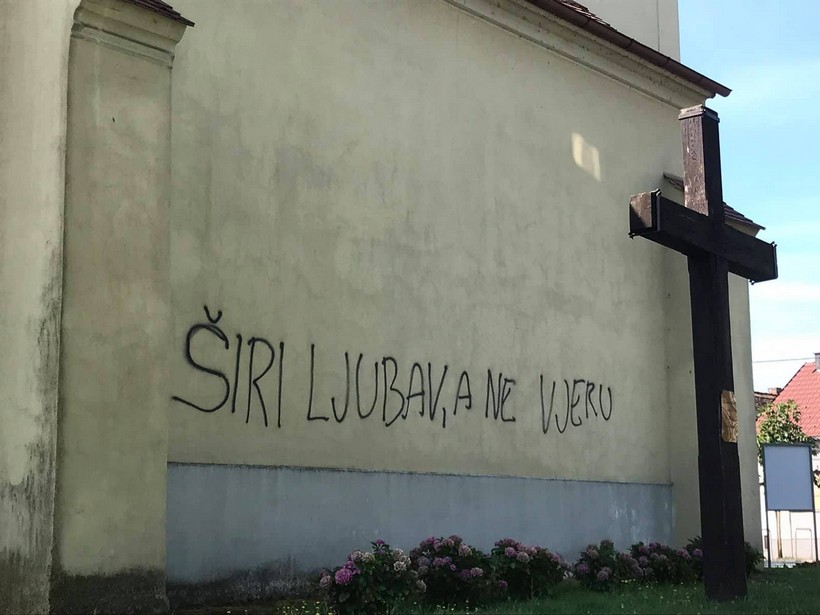 ŠIRI LJUBAV, A NE VJERU